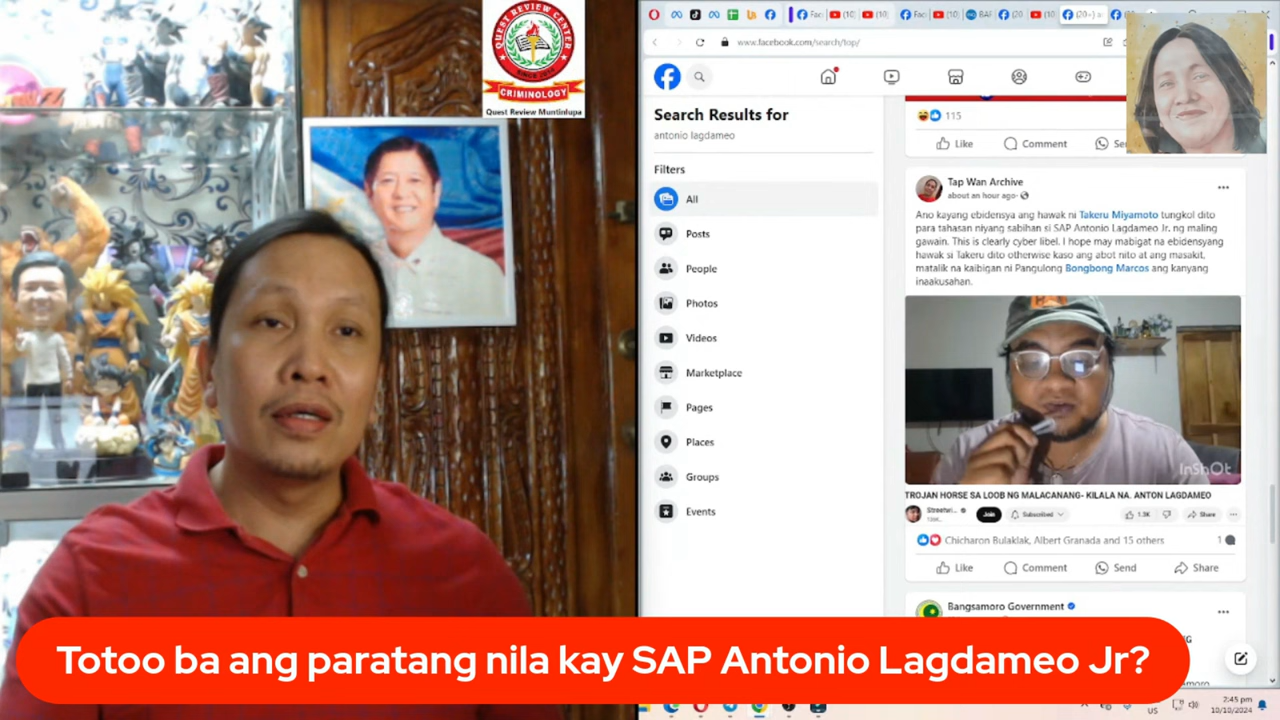 QUEST REVIEW CENTER
CRIMINOLOGY
Quest Review Muntinlupa
www.facebook.com/search/top/
Search Results for
antonio lagdameo
Filters
All
Posts
People
Photos
Videos
Marketplace
Pages
Places
Groups
Events
115
Like
Comment
Tap Wan Archive
about an hour ago
Ano kayang ebidensya ang hawak ni Takeru Miyamoto tungkol dito
para tahasan niyang sabihan si SAP Antonio Lagdameo Jr. ng maling
gawain. This is clearly cyber libel. I hope may mabigat na ebidensyang
hawak si Takeru dito otherwise kaso ang abot nito at ang masakit,
matalik na kaibigan ni Pangulong Bongbong Marcos ang kanyang
inaakusahan.
InShOt
TROJAN HORSE SA LOOB NG MALACANANG- KILALA NA. ANTON LAGDAMEO
Join
Subscribed
1.3K
Share
Chicharon Bulaklak, Albert Granada and 15 others
1
Like
Comment
Send
Share
Bangsamoro Government
Totoo ba ang paratang nila kay SAP Antonio Lagdameo Jr?
2:45 pm
US
10/10/2024